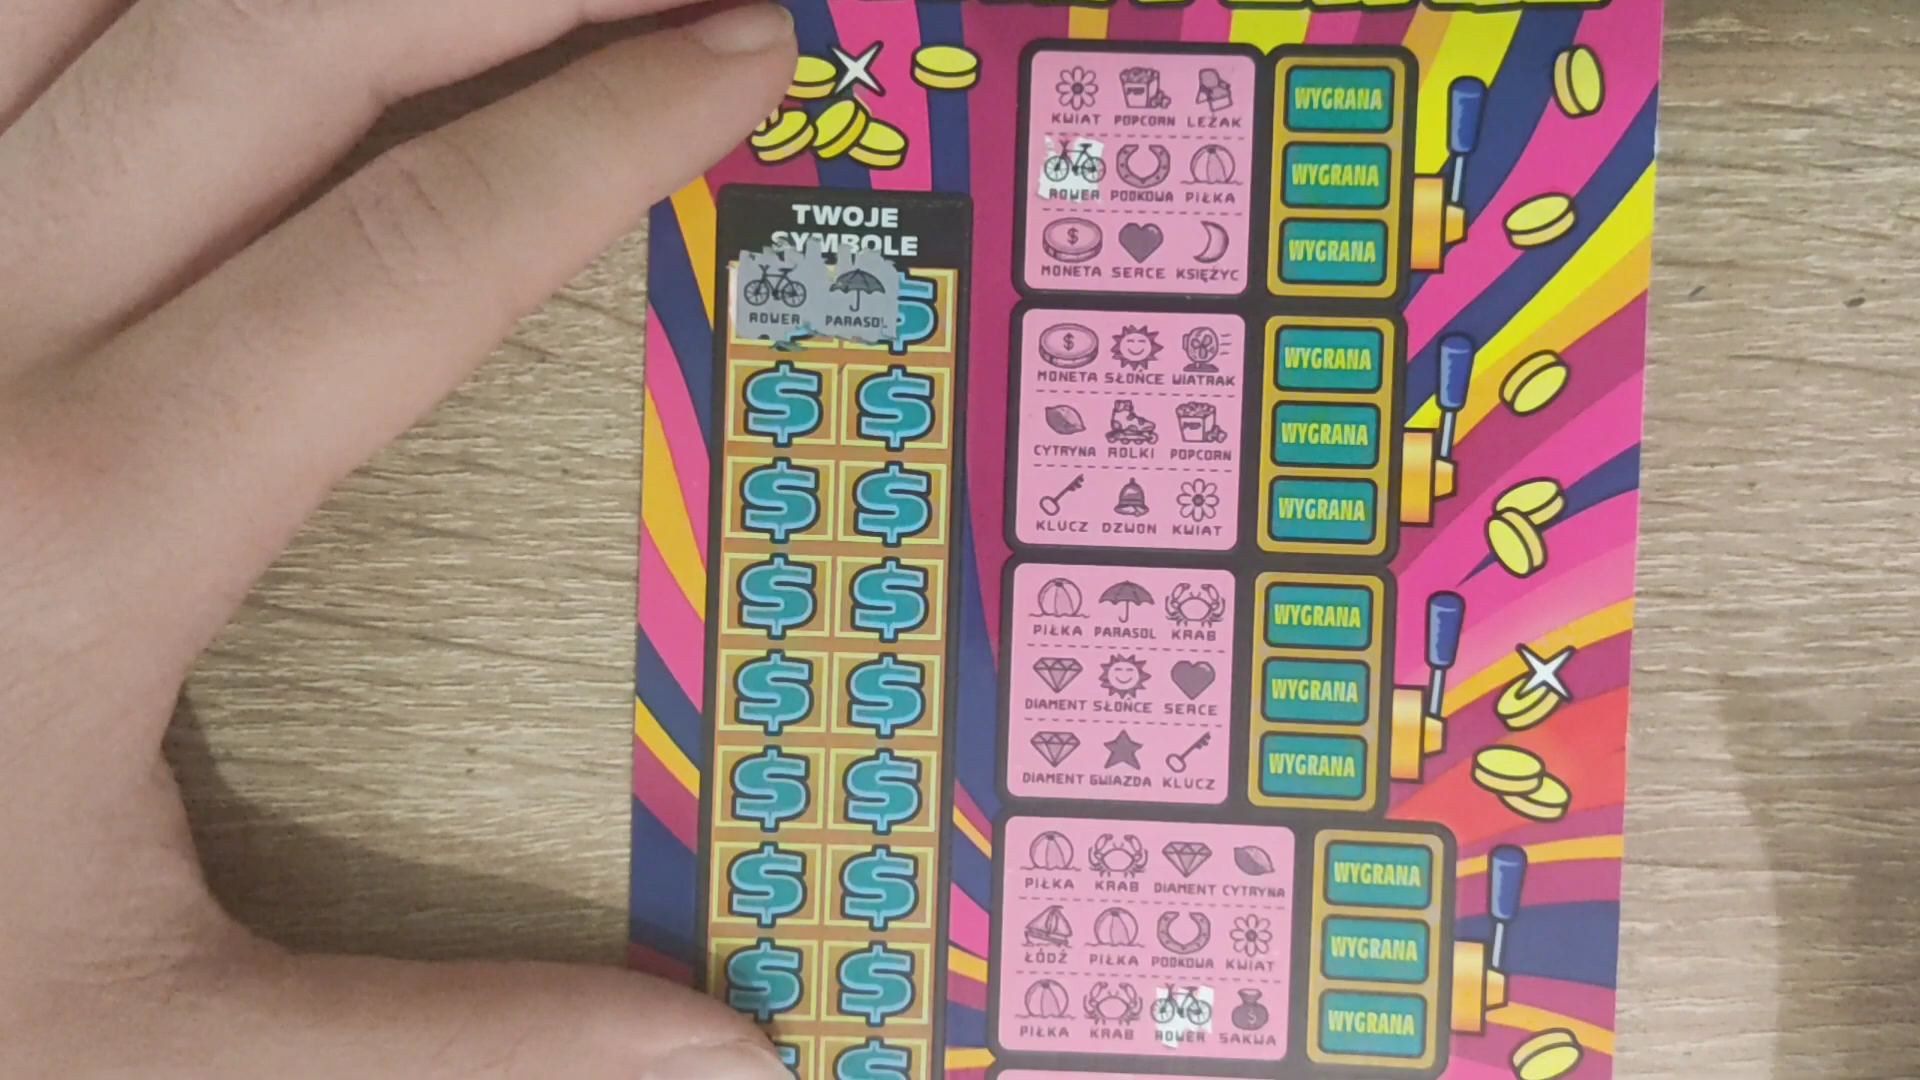 TWOJE
SYMBOLE
ROWER PARASOL
$
$ $
$ $
$ $
$ $
$ $
$ $
$ $
$
KWIAT POPCORN LEŻAK
ROWER PODKOWA PIŁKA
MONETA SERCE KSIĘŻYC
WYGRANA
WYGRANA
WYGRANA
MONETA SŁOŃCE WIATRAK
CYTRYNA ROLKI POPCORN
KLUCZ DZWON KWIAT
WYGRANA
WYGRANA
WYGRANA
PIŁKA PARASOL KRAB
DIAMENT SŁOŃCE SERCE
DIAMENT GWIAZDA KLUCZ
WYGRANA
WYGRANA
WYGRANA
PIŁKA KRAB DIAMENT CYTRYNA
ŁÓDŹ PIŁKA PODKOWA KWIAT
PIŁKA KRAB ROWER SAKWA
WYGRANA
WYGRANA
WYGRANA